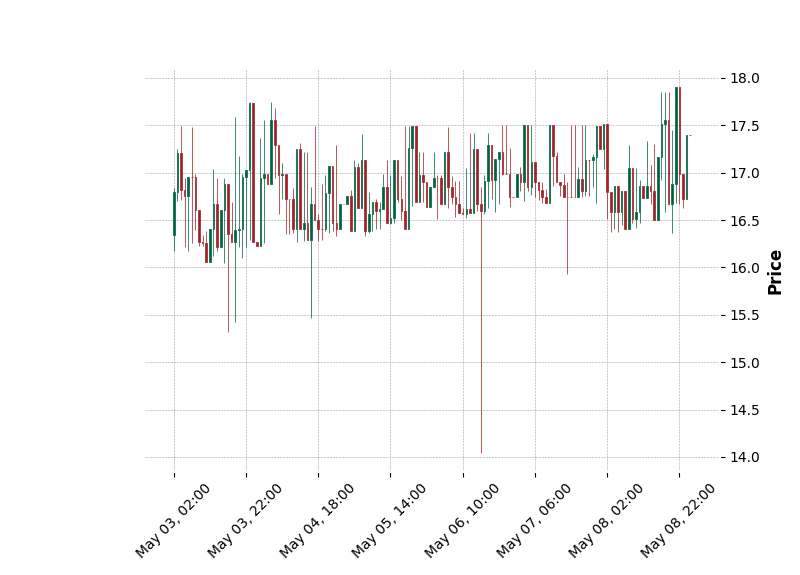 18.0
17.5
17.0
16.5
16.0
15.5
15.0
14.5
14.0
Price
May 03, 02:00
May 03, 22:00
May 04, 18:00
May 05, 14:00
May 06, 10:00
May 07, 06:00
May 08, 02:00
May 08, 22:00